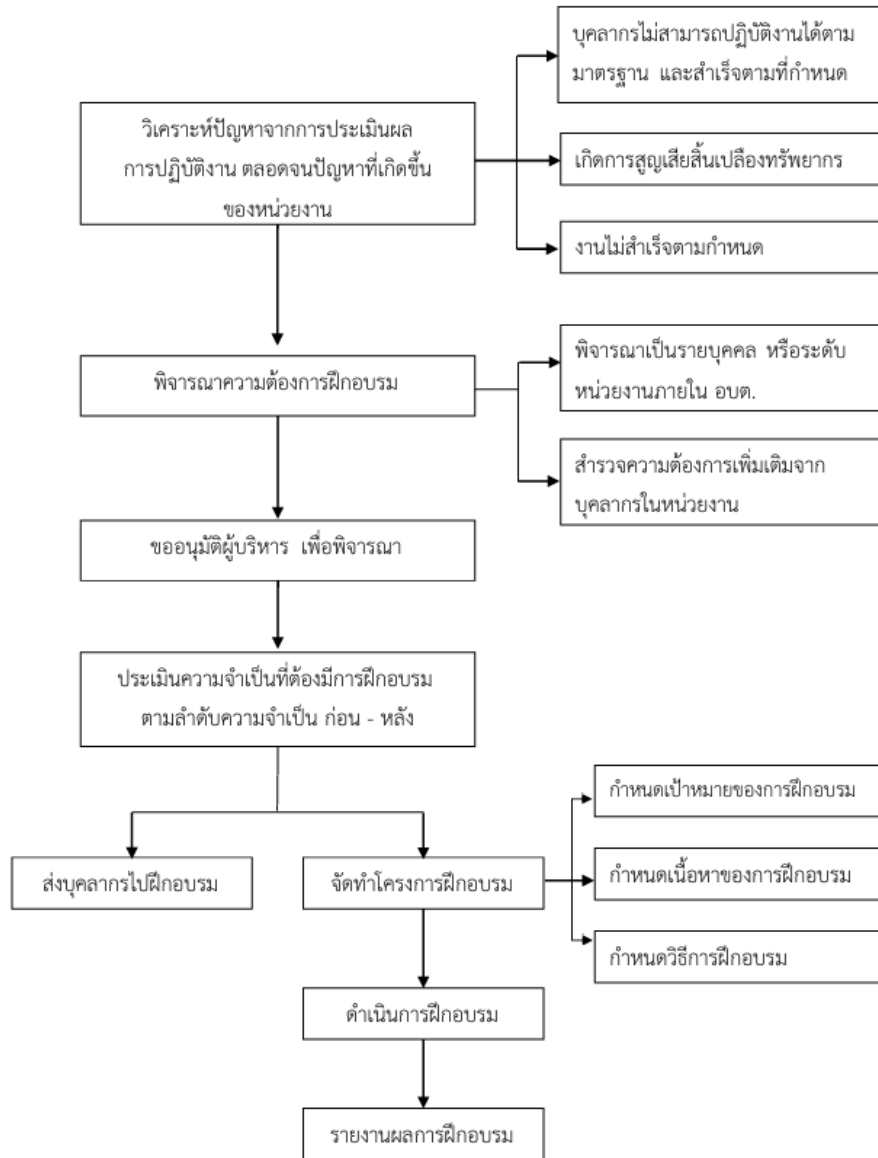 บุคลากรไม่สามารถปฏิบัติงานได้ตาม
มาตรฐาน และสำเร็จตามที่กำหนด
วิเคราะห์ปัญหาจากการประเมินผล
การปฏิบัติงาน ตลอดจนปัญหาที่เกิดขึ้น
ของหน่วยงาน
เกิดการสูญเสียสิ้นเปลืองทรัพยากร
งานไม่สำเร็จตามกำหนด
พิจารณาความต้องการฝึกอบรม
พิจารณาเป็นรายบุคคล หรือระดับ
หน่วยงานภายใน อบต.
สำรวจความต้องการเพิ่มเติมจาก
บุคลากรในหน่วยงาน
ขออนุมัติผู้บริหาร เพื่อพิจารณา
ประเมินความจำเป็นที่ต้องมีการฝึกอบรม
ตามลำดับความจำเป็น ก่อน - หลัง
ส่งบุคลากรไปฝึกอบรม
จัดทำโครงการฝึกอบรม
กำหนดเป้าหมายของการฝึกอบรม
กำหนดเนื้อหาของการฝึกอบรม
กำหนดวิธีการฝึกอบรม
ดำเนินการฝึกอบรม
รายงานผลการฝึกอบรม